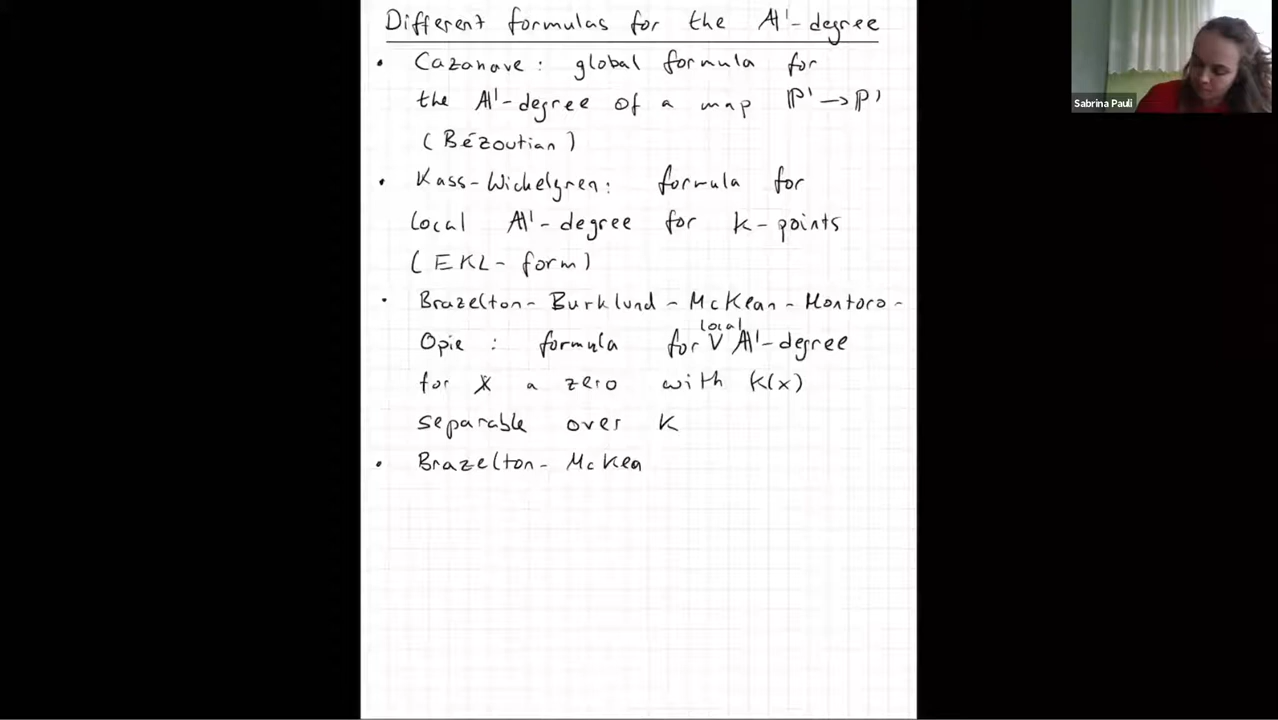 Different formulas for the A¹-degree
• Cazanave: global formula for
the A¹-degree of a map P¹→P¹
(Bézoutian)
• Kass-Wickelgren: formula for
local A¹-degree for k-points
(EKL-form)
• Brazelton-Burklund-McKean-Montoro-
local
Opie: formula for V A¹-degree
for x a zero with k(x)
separable over k
• Brazelton-McKea
Sabrina Pauli